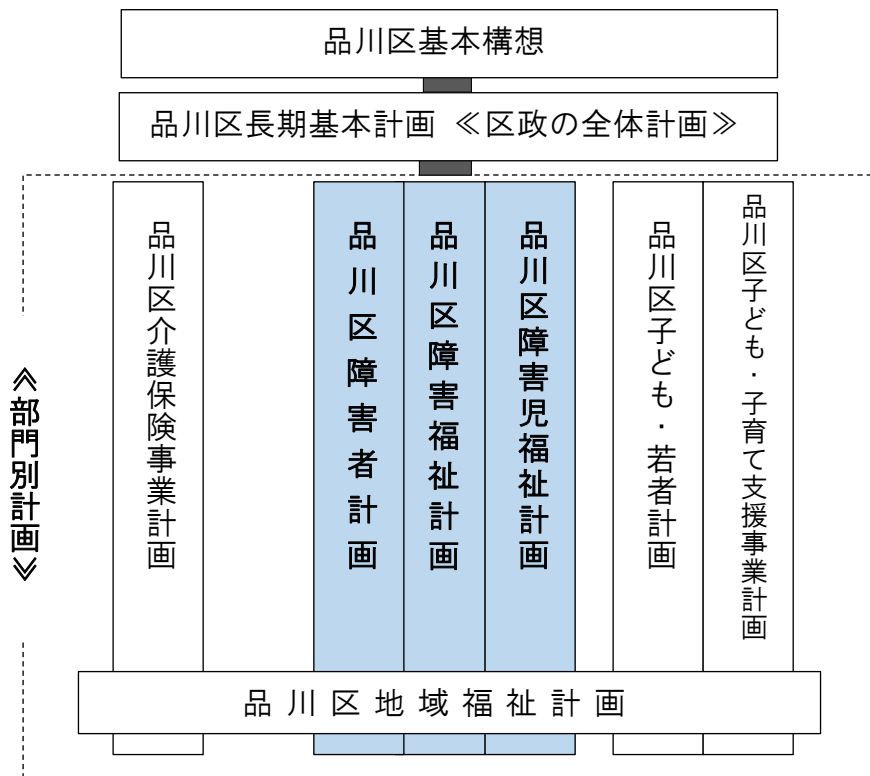 品川区基本構想
品川区長期基本計画 ≪区政の全体計画≫
≪部門別計画≫
品川区介護保険事業計画
品川区障害者計画
品川区障害福祉計画
品川区障害児福祉計画
品川区子ども・若者計画
品川区子ども・子育て支援事業計画
品川区地域福祉計画